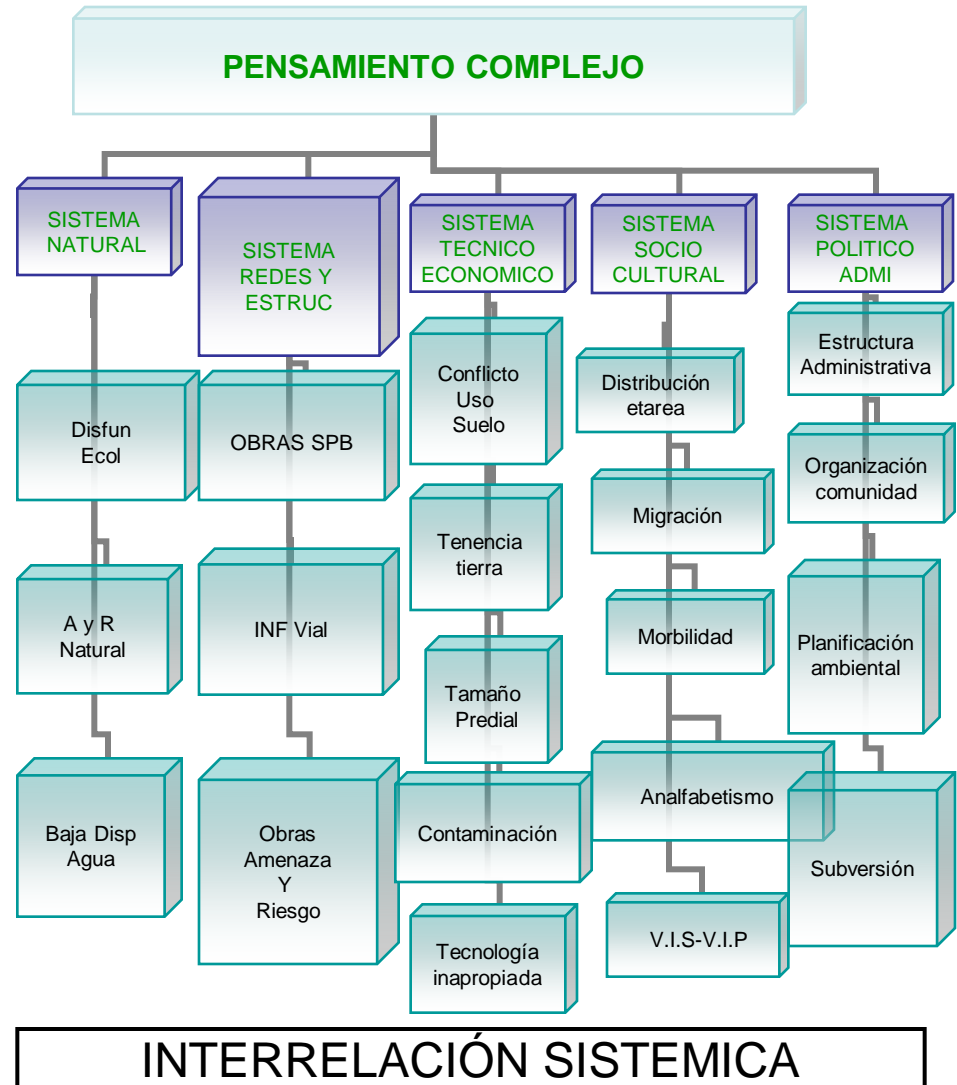 PENSAMIENTO COMPLEJO
SISTEMA
NATURAL
Disfun
Ecol
A y R
Natural
Baja Disp
Agua
SISTEMA
REDES Y
ESTRUC
OBRAS SPB
INF Vial
Obras
Amenaza
Y
Riesgo
SISTEMA
TECNICO
ECONOMICO
Conflicto
Uso
Suelo
Tenencia
tierra
Tamaño
Predial
Contaminación
Tecnología
inapropiada
SISTEMA
SOCIO
CULTURAL
Distribución
etarea
Migración
Morbilidad
Analfabetismo
V.I.S-V.I.P
SISTEMA
POLITICO
ADMI
Estructura
Administrativa
Organización
comunidad
Planificación
ambiental
Subversión
INTERRELACIÓN SISTEMICA